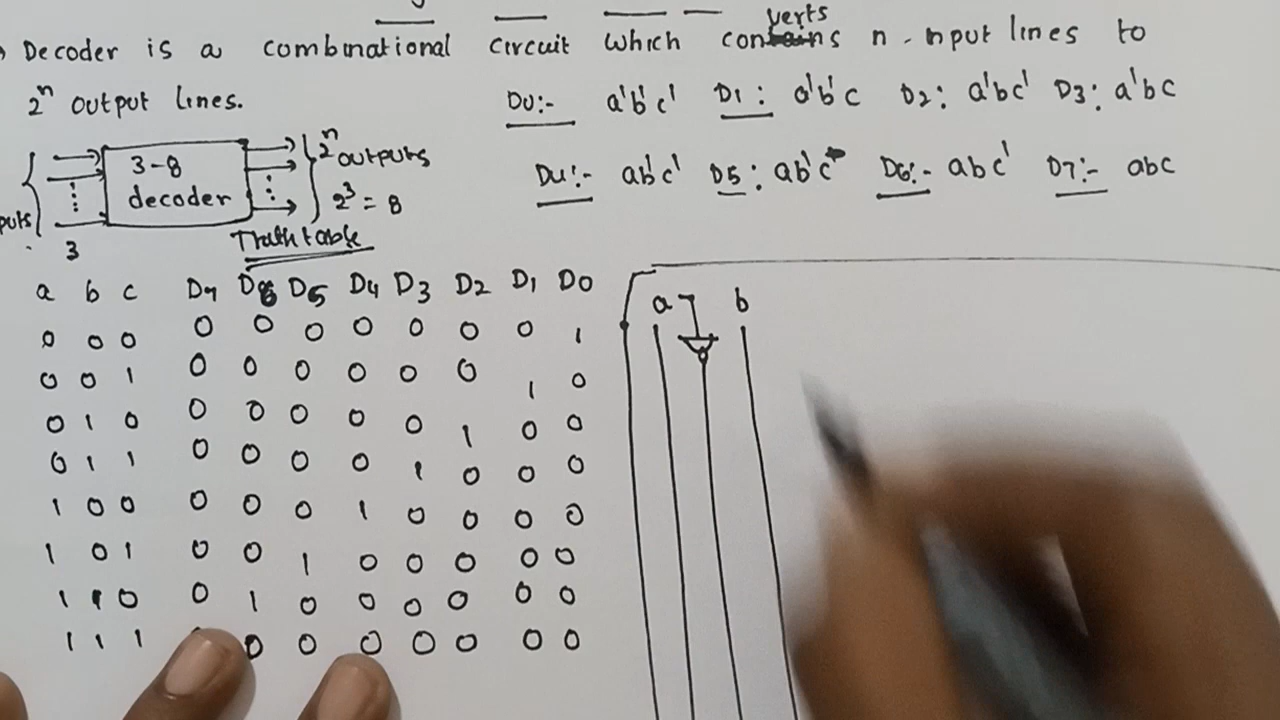 Decoder is a combinational circuit which converts n-input lines to
2ⁿ output lines.
D0:- a'b'c' D1: a'b'c D2: a'bc' D3: a'bc
D4:- ab'c' D5: ab'c D6:- abc' D7:- abc
3-8 decoder
2ⁿ outputs
2³ = 8
puts
3
Truth table
a b c D7 D6 D5 D4 D3 D2 D1 D0
0 0 0 0 0 0 0 0 0 0 1
0 0 1 0 0 0 0 0 0 1 0
0 1 0 0 0 0 0 0 1 0 0
0 1 1 0 0 0 0 1 0 0 0
1 0 0 0 0 0 1 0 0 0 0
1 0 1 0 0 1 0 0 0 0 0
1 1 0 0 1 0 0 0 0 0 0
1 1 1 0 0 0 0 0 0 0
a b